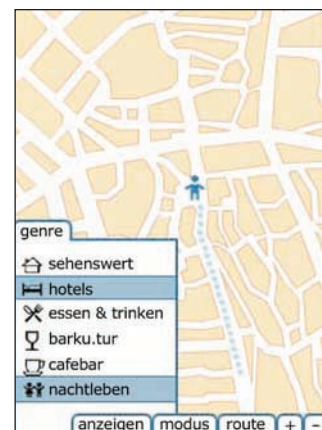 genre
sehenswert
hotels
essen & trinken
barku.tur
cafebar
nachtleben
anzeigen modus route + -